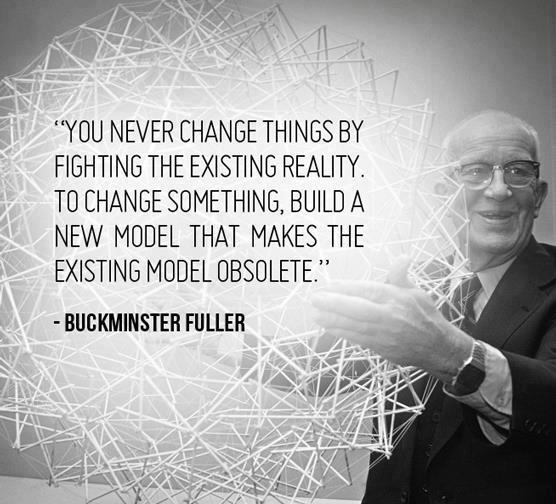 “YOU NEVER CHANGE THINGS BY
FIGHTING THE EXISTING REALITY.
TO CHANGE SOMETHING, BUILD A
NEW MODEL THAT MAKES THE
EXISTING MODEL OBSOLETE.”
- BUCKMINSTER FULLER